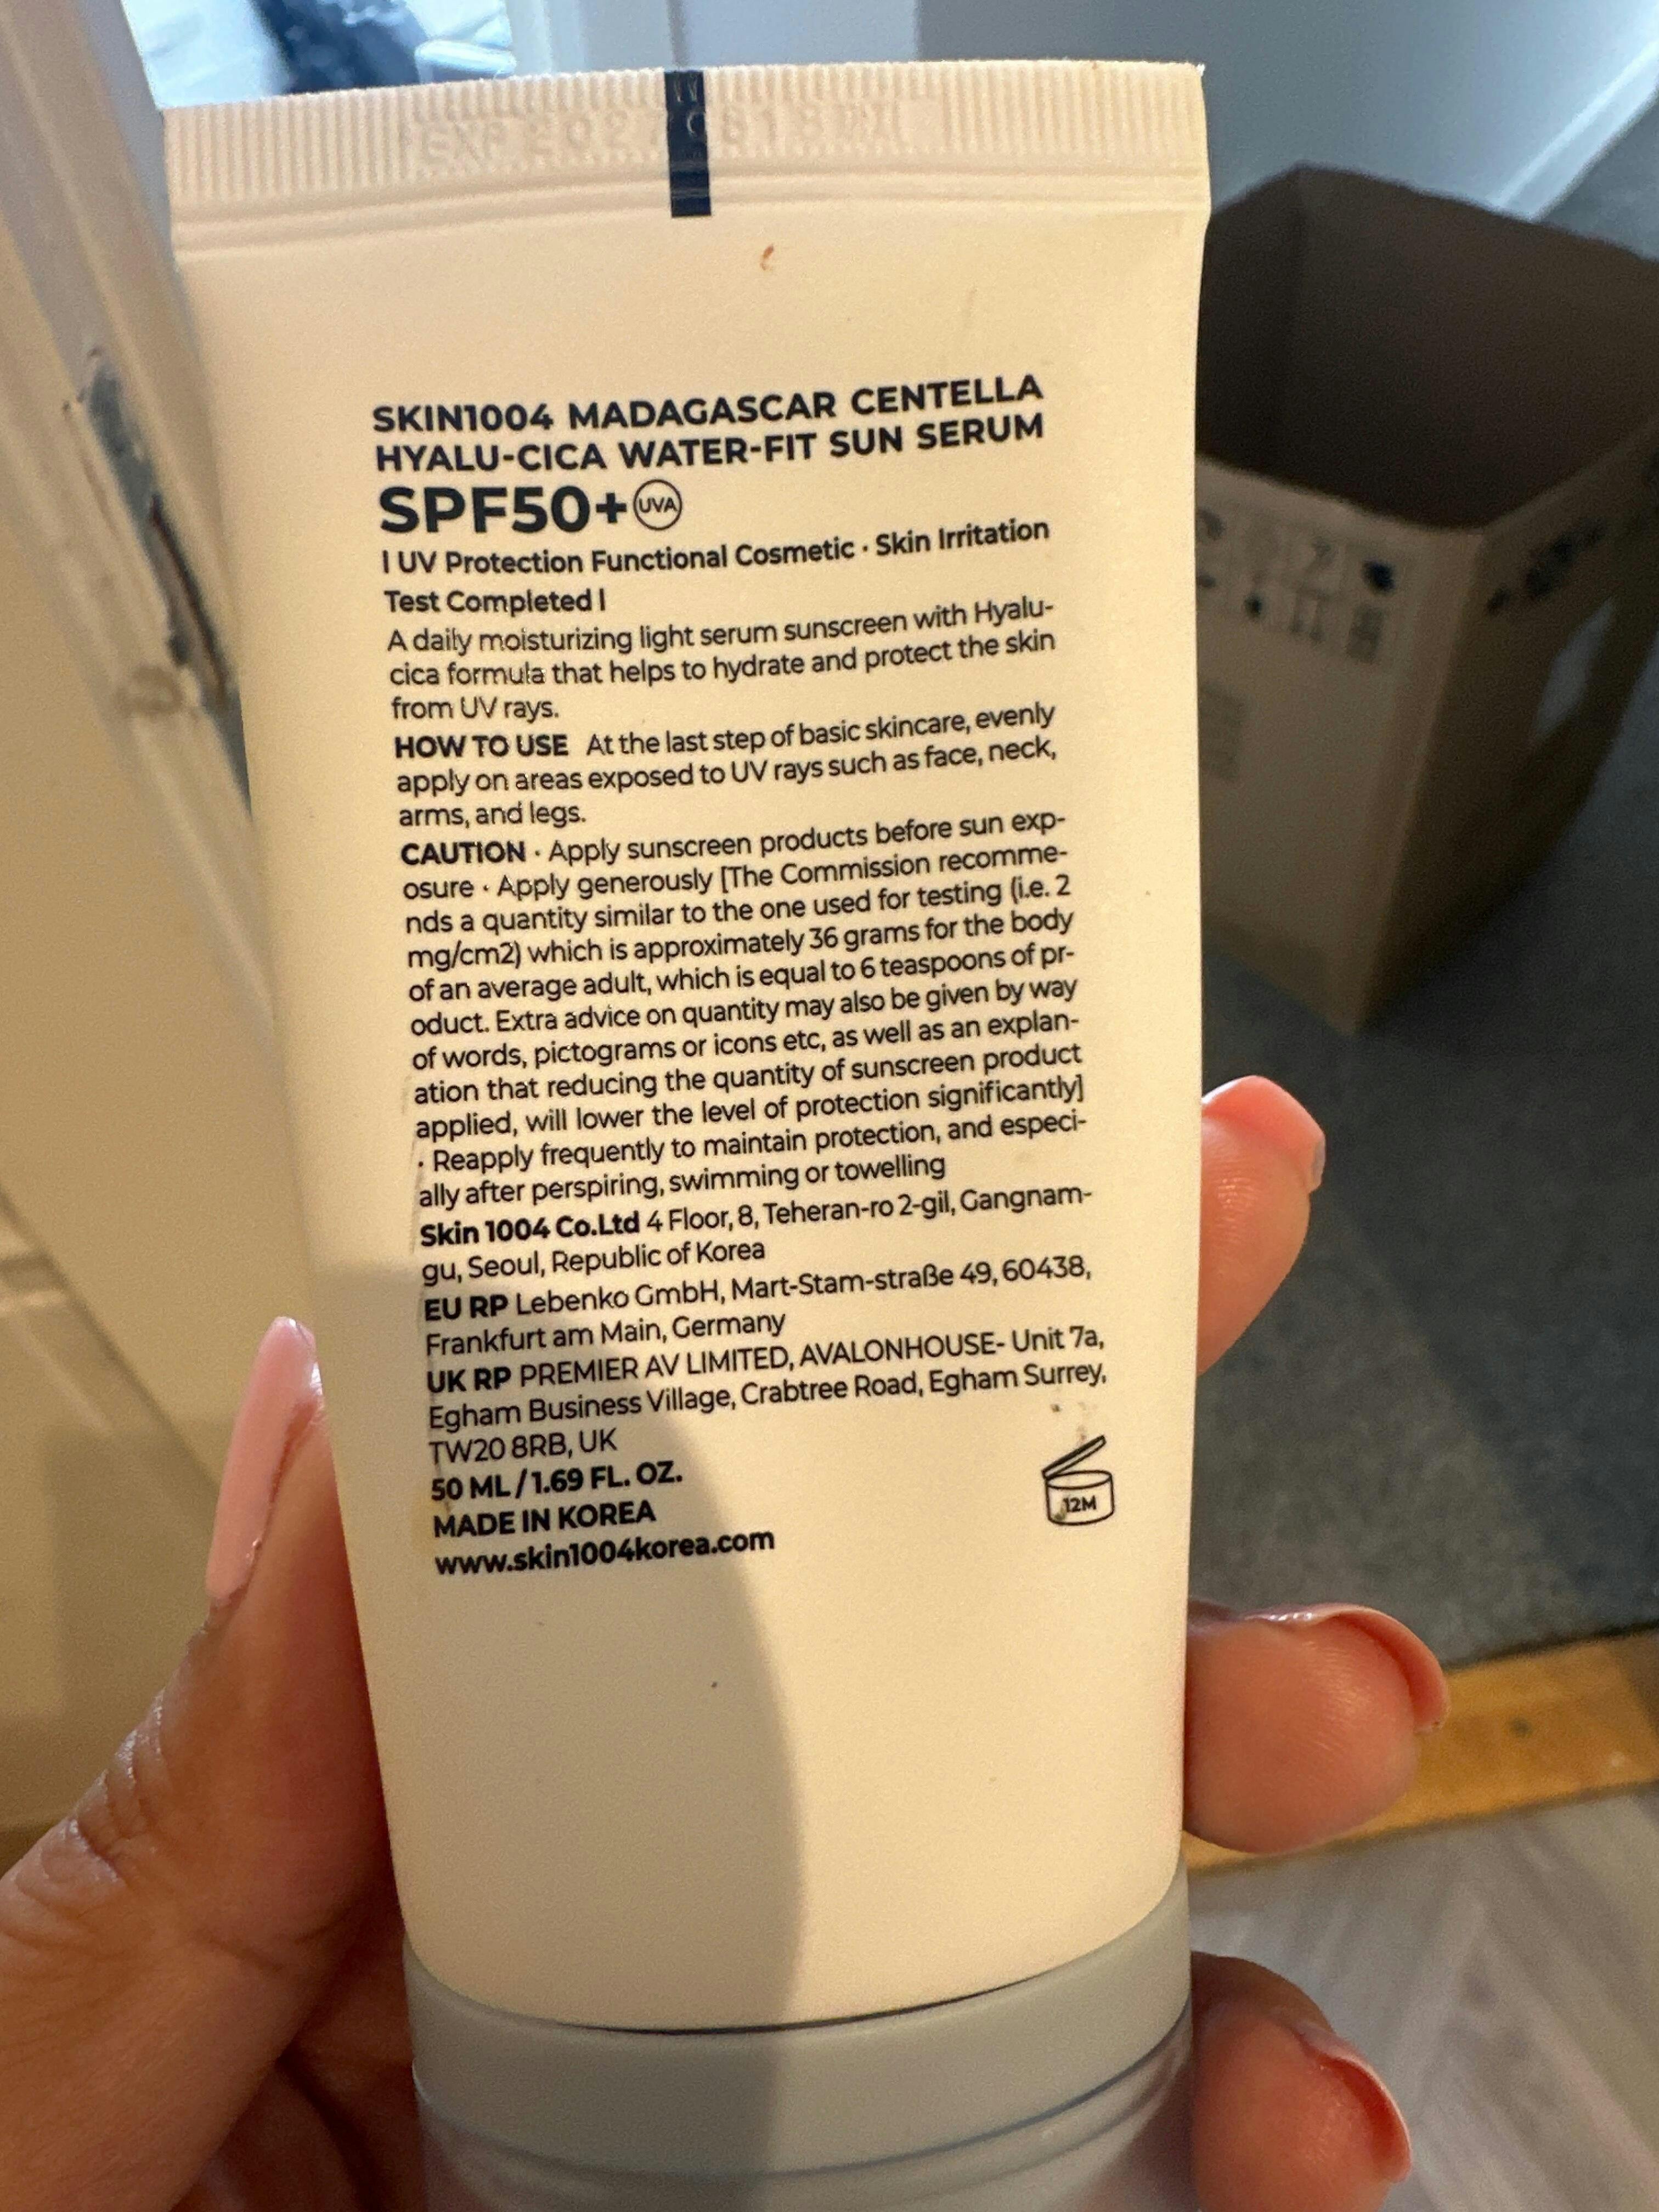 SKIN1004 MADAGASCAR CENTELLA
HYALU-CICA WATER-FIT SUN SERUM
SPF50+ UVA
| UV Protection Functional Cosmetic · Skin Irritation
Test Completed |
A daily moisturizing light serum sunscreen with Hyalu-
cica formula that helps to hydrate and protect the skin
from UV rays.
HOW TO USE At the last step of basic skincare, evenly
apply on areas exposed to UV rays such as face, neck,
arms, and legs.
CAUTION · Apply sunscreen products before sun exp-
osure · Apply generously [The Commission recomme-
nds a quantity similar to the one used for testing (i.e. 2
mg/cm2) which is approximately 36 grams for the body
of an average adult, which is equal to 6 teaspoons of pr-
oduct. Extra advice on quantity may also be given by way
of words, pictograms or icons etc, as well as an explan-
ation that reducing the quantity of sunscreen product
applied, will lower the level of protection significantly]
· Reapply frequently to maintain protection, and especi-
ally after perspiring, swimming or towelling
Skin 1004 Co.Ltd 4 Floor, 8, Teheran-ro 2-gil, Gangnam-
gu, Seoul, Republic of Korea
EU RP Lebenko GmbH, Mart-Stam-straße 49, 60438,
Frankfurt am Main, Germany
UK RP PREMIER AV LIMITED, AVALONHOUSE- Unit 7a,
Egham Business Village, Crabtree Road, Egham Surrey,
TW20 8RB, UK
50 ML / 1.69 FL. OZ.
MADE IN KOREA
www.skin1004korea.com
12M